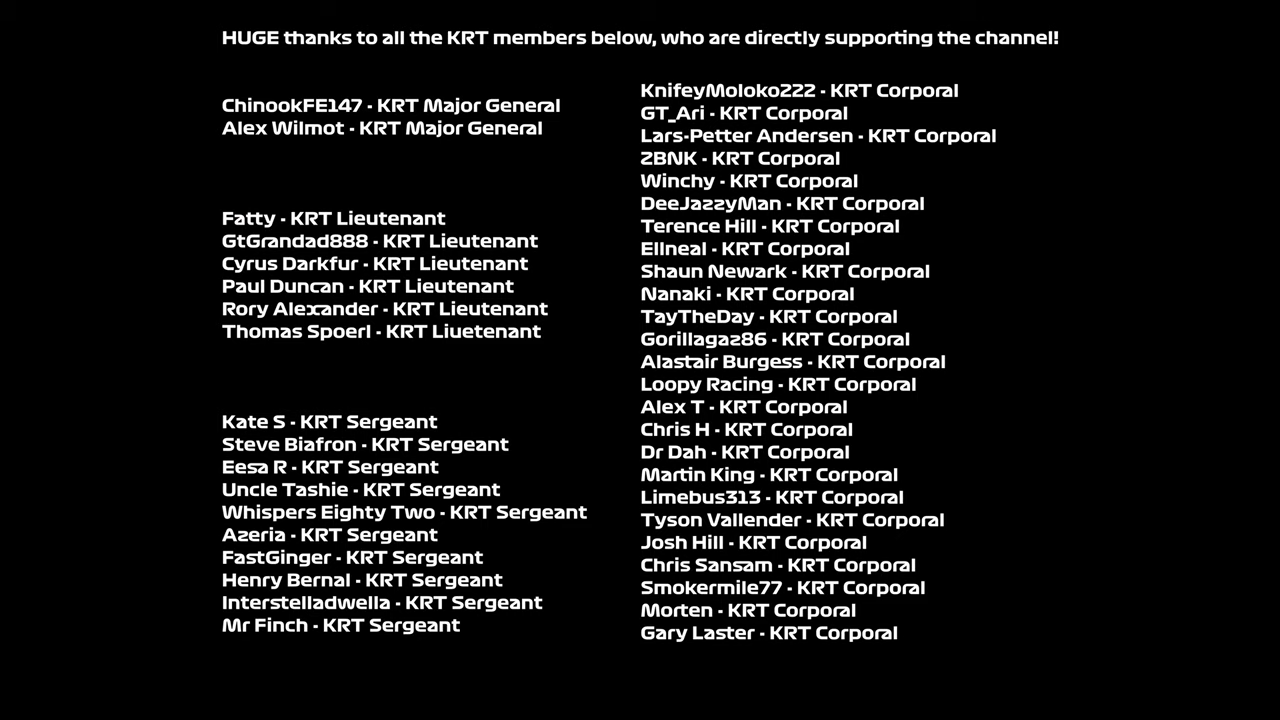 HUGE thanks to all the KRT members below, who are directly supporting the channel!
ChinookFE147 - KRT Major General
Alex Wilmot - KRT Major General
Fatty - KRT Lieutenant
GtGrandad888 - KRT Lieutenant
Cyrus Darkfur - KRT Lieutenant
Paul Duncan - KRT Lieutenant
Rory Alexander - KRT Lieutenant
Thomas Spoerl - KRT Liuetenant
Kate S - KRT Sergeant
Steve Biafron - KRT Sergeant
Eesa R - KRT Sergeant
Uncle Tashie - KRT Sergeant
Whispers Eighty Two - KRT Sergeant
Azeria - KRT Sergeant
FastGinger - KRT Sergeant
Henry Bernal - KRT Sergeant
Interstelladwella - KRT Sergeant
Mr Finch - KRT Sergeant
KnifeyMoloko222 - KRT Corporal
GT_Ari - KRT Corporal
Lars-Petter Andersen - KRT Corporal
2BNK - KRT Corporal
Winchy - KRT Corporal
DeeJazzyMan - KRT Corporal
Terence Hill - KRT Corporal
Ellneal - KRT Corporal
Shaun Newark - KRT Corporal
Nanaki - KRT Corporal
TayTheDay - KRT Corporal
Gorillagaz86 - KRT Corporal
Alastair Burgess - KRT Corporal
Loopy Racing - KRT Corporal
Alex T - KRT Corporal
Chris H - KRT Corporal
Dr Dah - KRT Corporal
Martin King - KRT Corporal
Limebus313 - KRT Corporal
Tyson Vallender - KRT Corporal
Josh Hill - KRT Corporal
Chris Sansam - KRT Corporal
Smokermile77 - KRT Corporal
Morten - KRT Corporal
Gary Laster - KRT Corporal